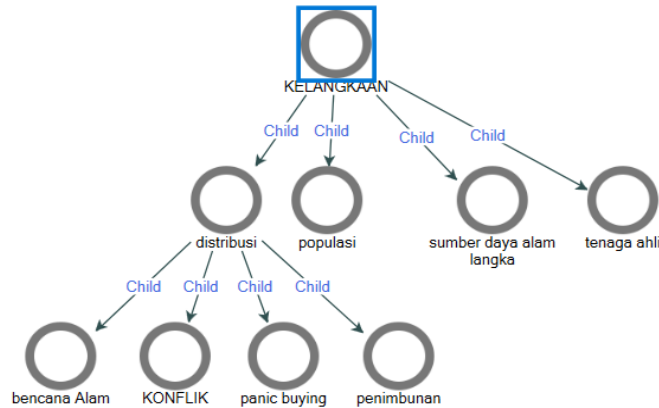 KELANGKAAN
Child
Child
Child
Child
distribusi
populasi
sumber daya alam
langka
tenaga ahli
Child
Child
Child
Child
bencana Alam
KONFLIK
panic buying
penimbunan